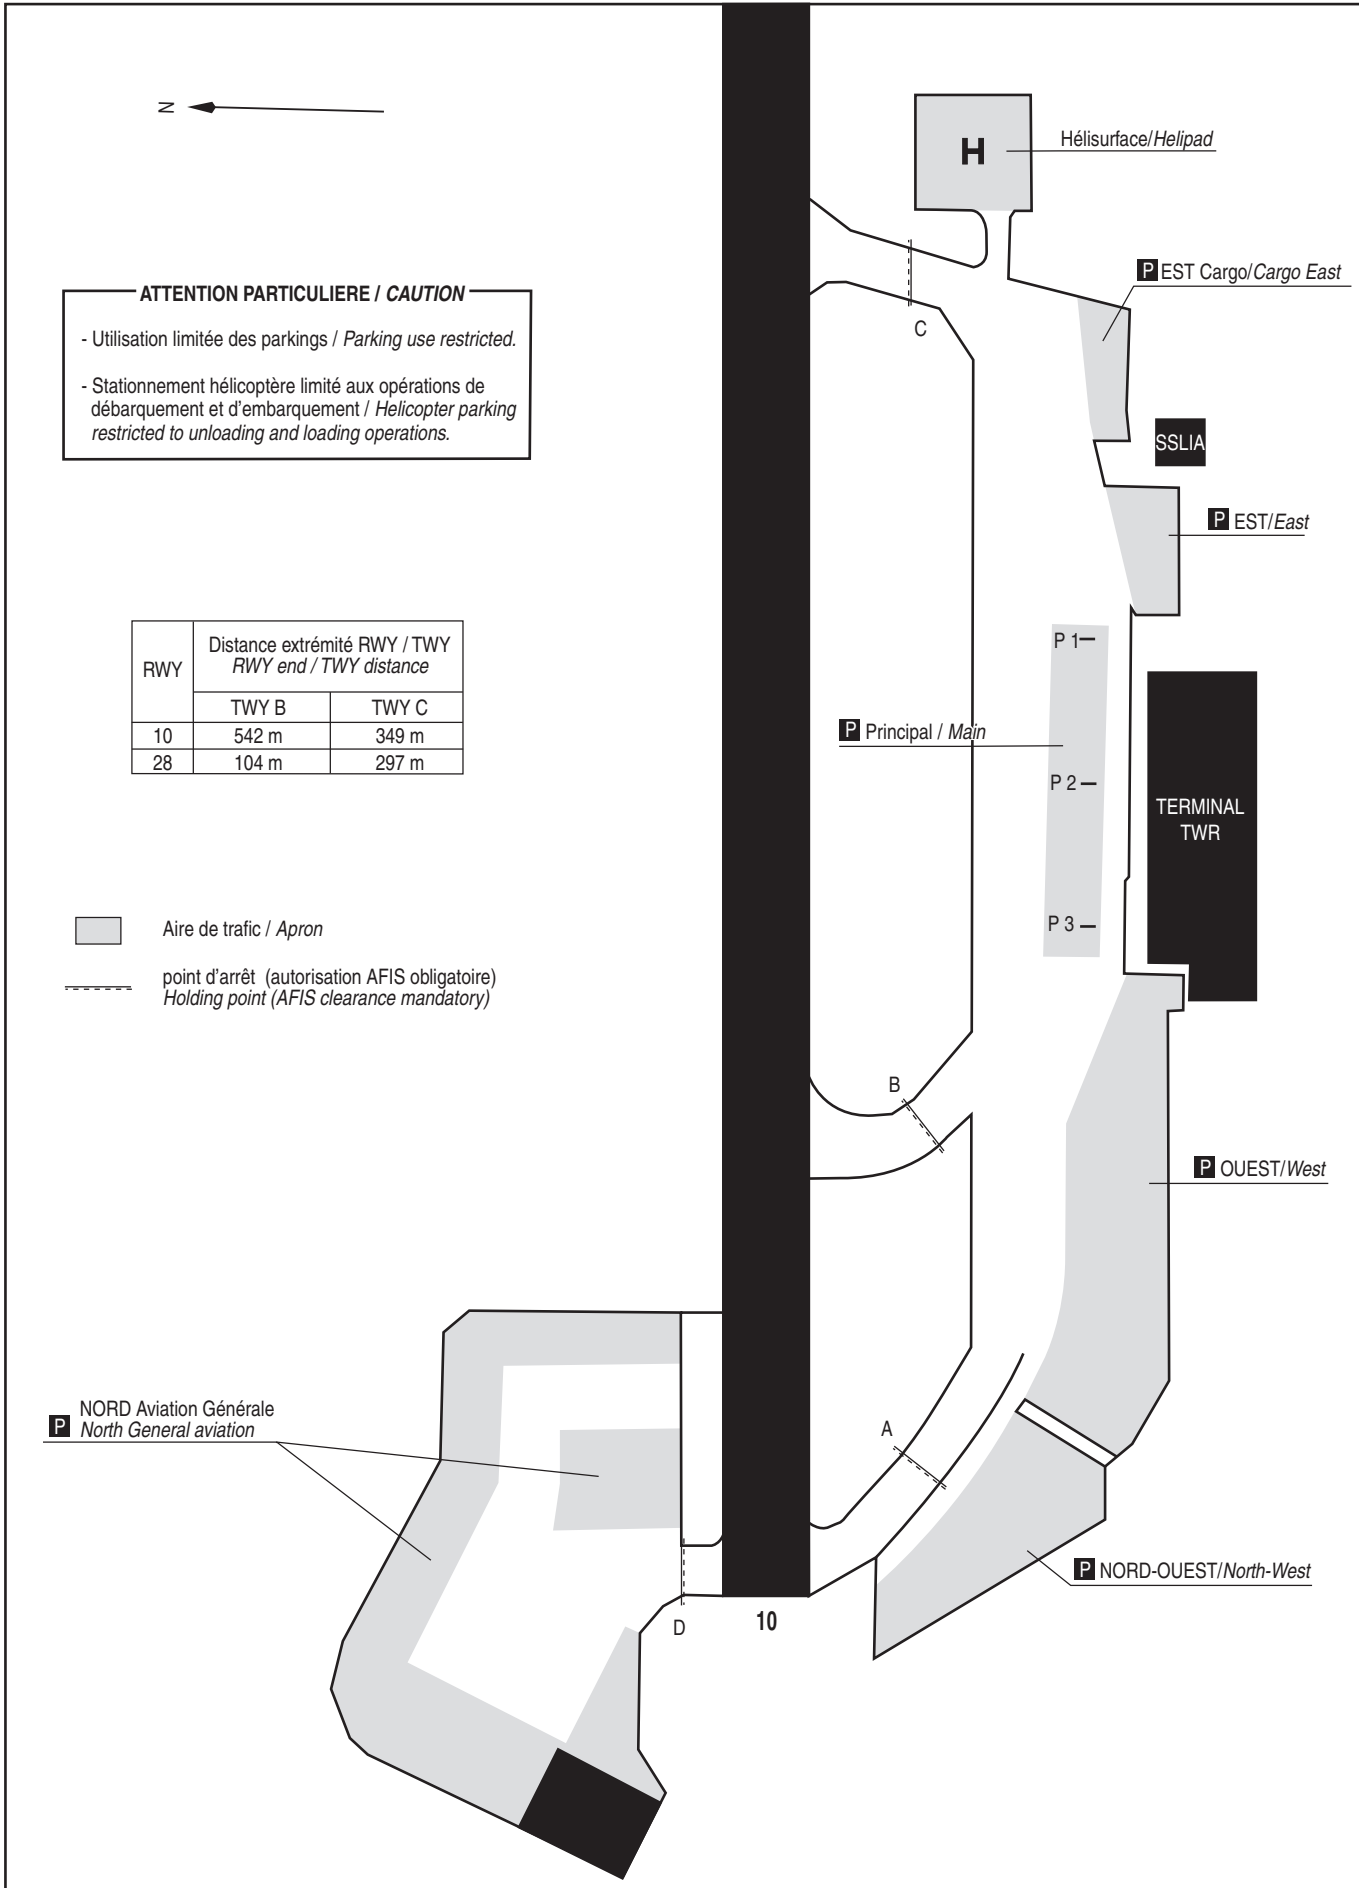 N
H
Hélisurface/Helipad
P EST Cargo/Cargo East
ATTENTION PARTICULIERE / CAUTION
- Utilisation limitée des parkings / Parking use restricted.
- Stationnement hélicoptère limité aux opérations de
débarquement et d'embarquement / Helicopter parking
restricted to unloading and loading operations.
C
SSLIA
P EST/East
RWY
Distance extrémité RWY / TWY
RWY end / TWY distance
TWY B TWY C
10 542 m 349 m
28 104 m 297 m
P 1
P Principal / Main
P 2
TERMINAL
TWR
P 3
Aire de trafic / Apron
point d'arrêt (autorisation AFIS obligatoire)
Holding point (AFIS clearance mandatory)
B
P OUEST/West
P NORD Aviation Générale
North General aviation
A
P NORD-OUEST/North-West
D
10